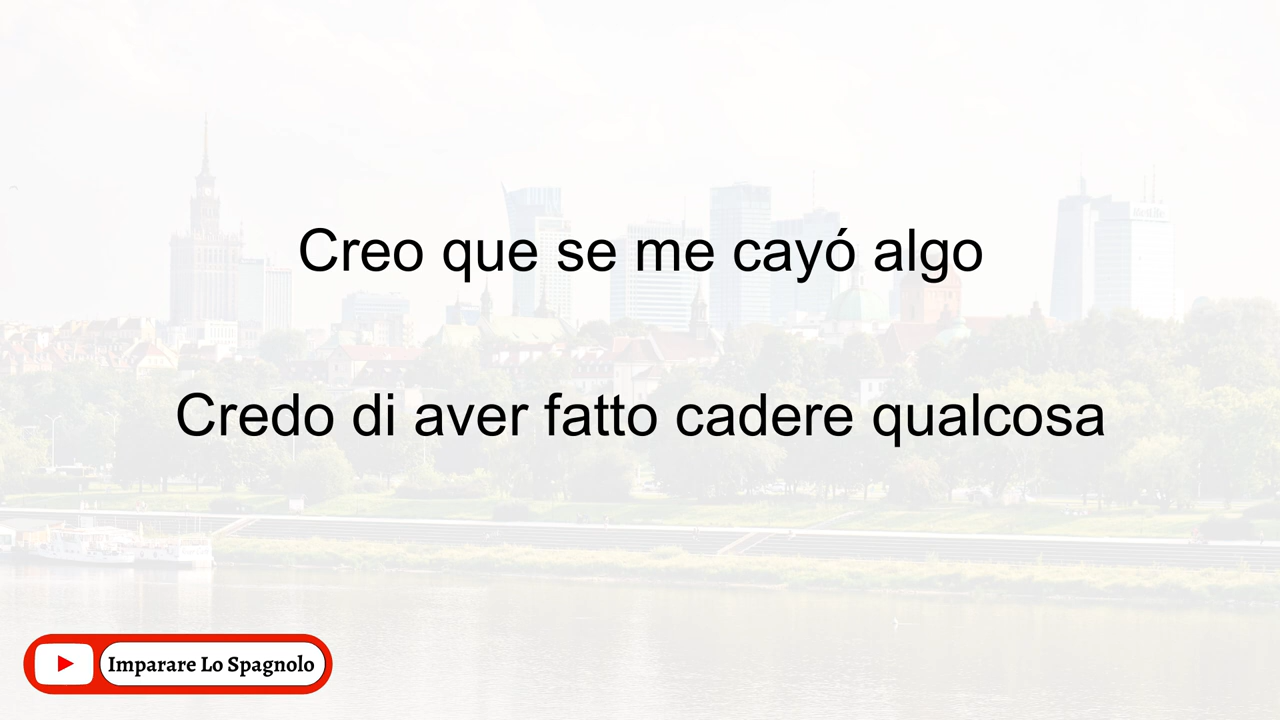 Creo que se me cayó algo
Credo di aver fatto cadere qualcosa
Imparare Lo Spagnolo